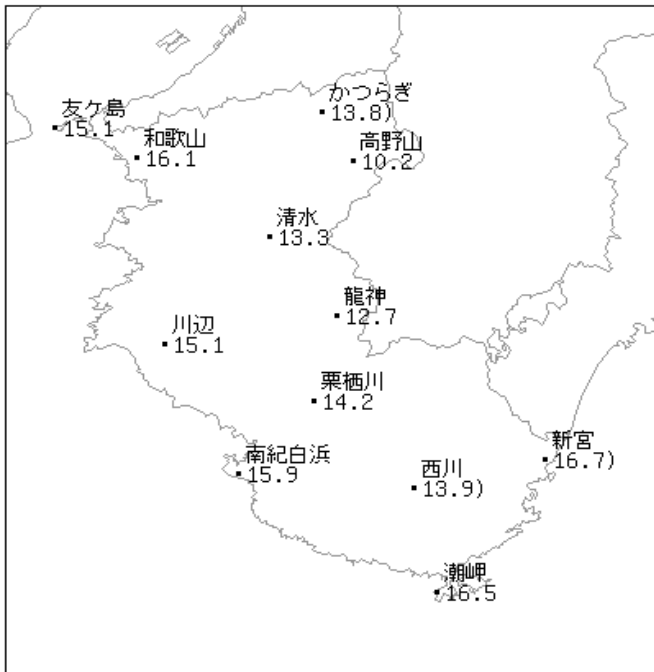 かつらぎ
13.8)
友ケ島
15.1
和歌山
16.1
高野山
10.2
清水
13.3
龍神
12.7
川辺
15.1
栗栖川
14.2
新宮
16.7)
南紀白浜
15.9
西川
13.9)
潮岬
16.5